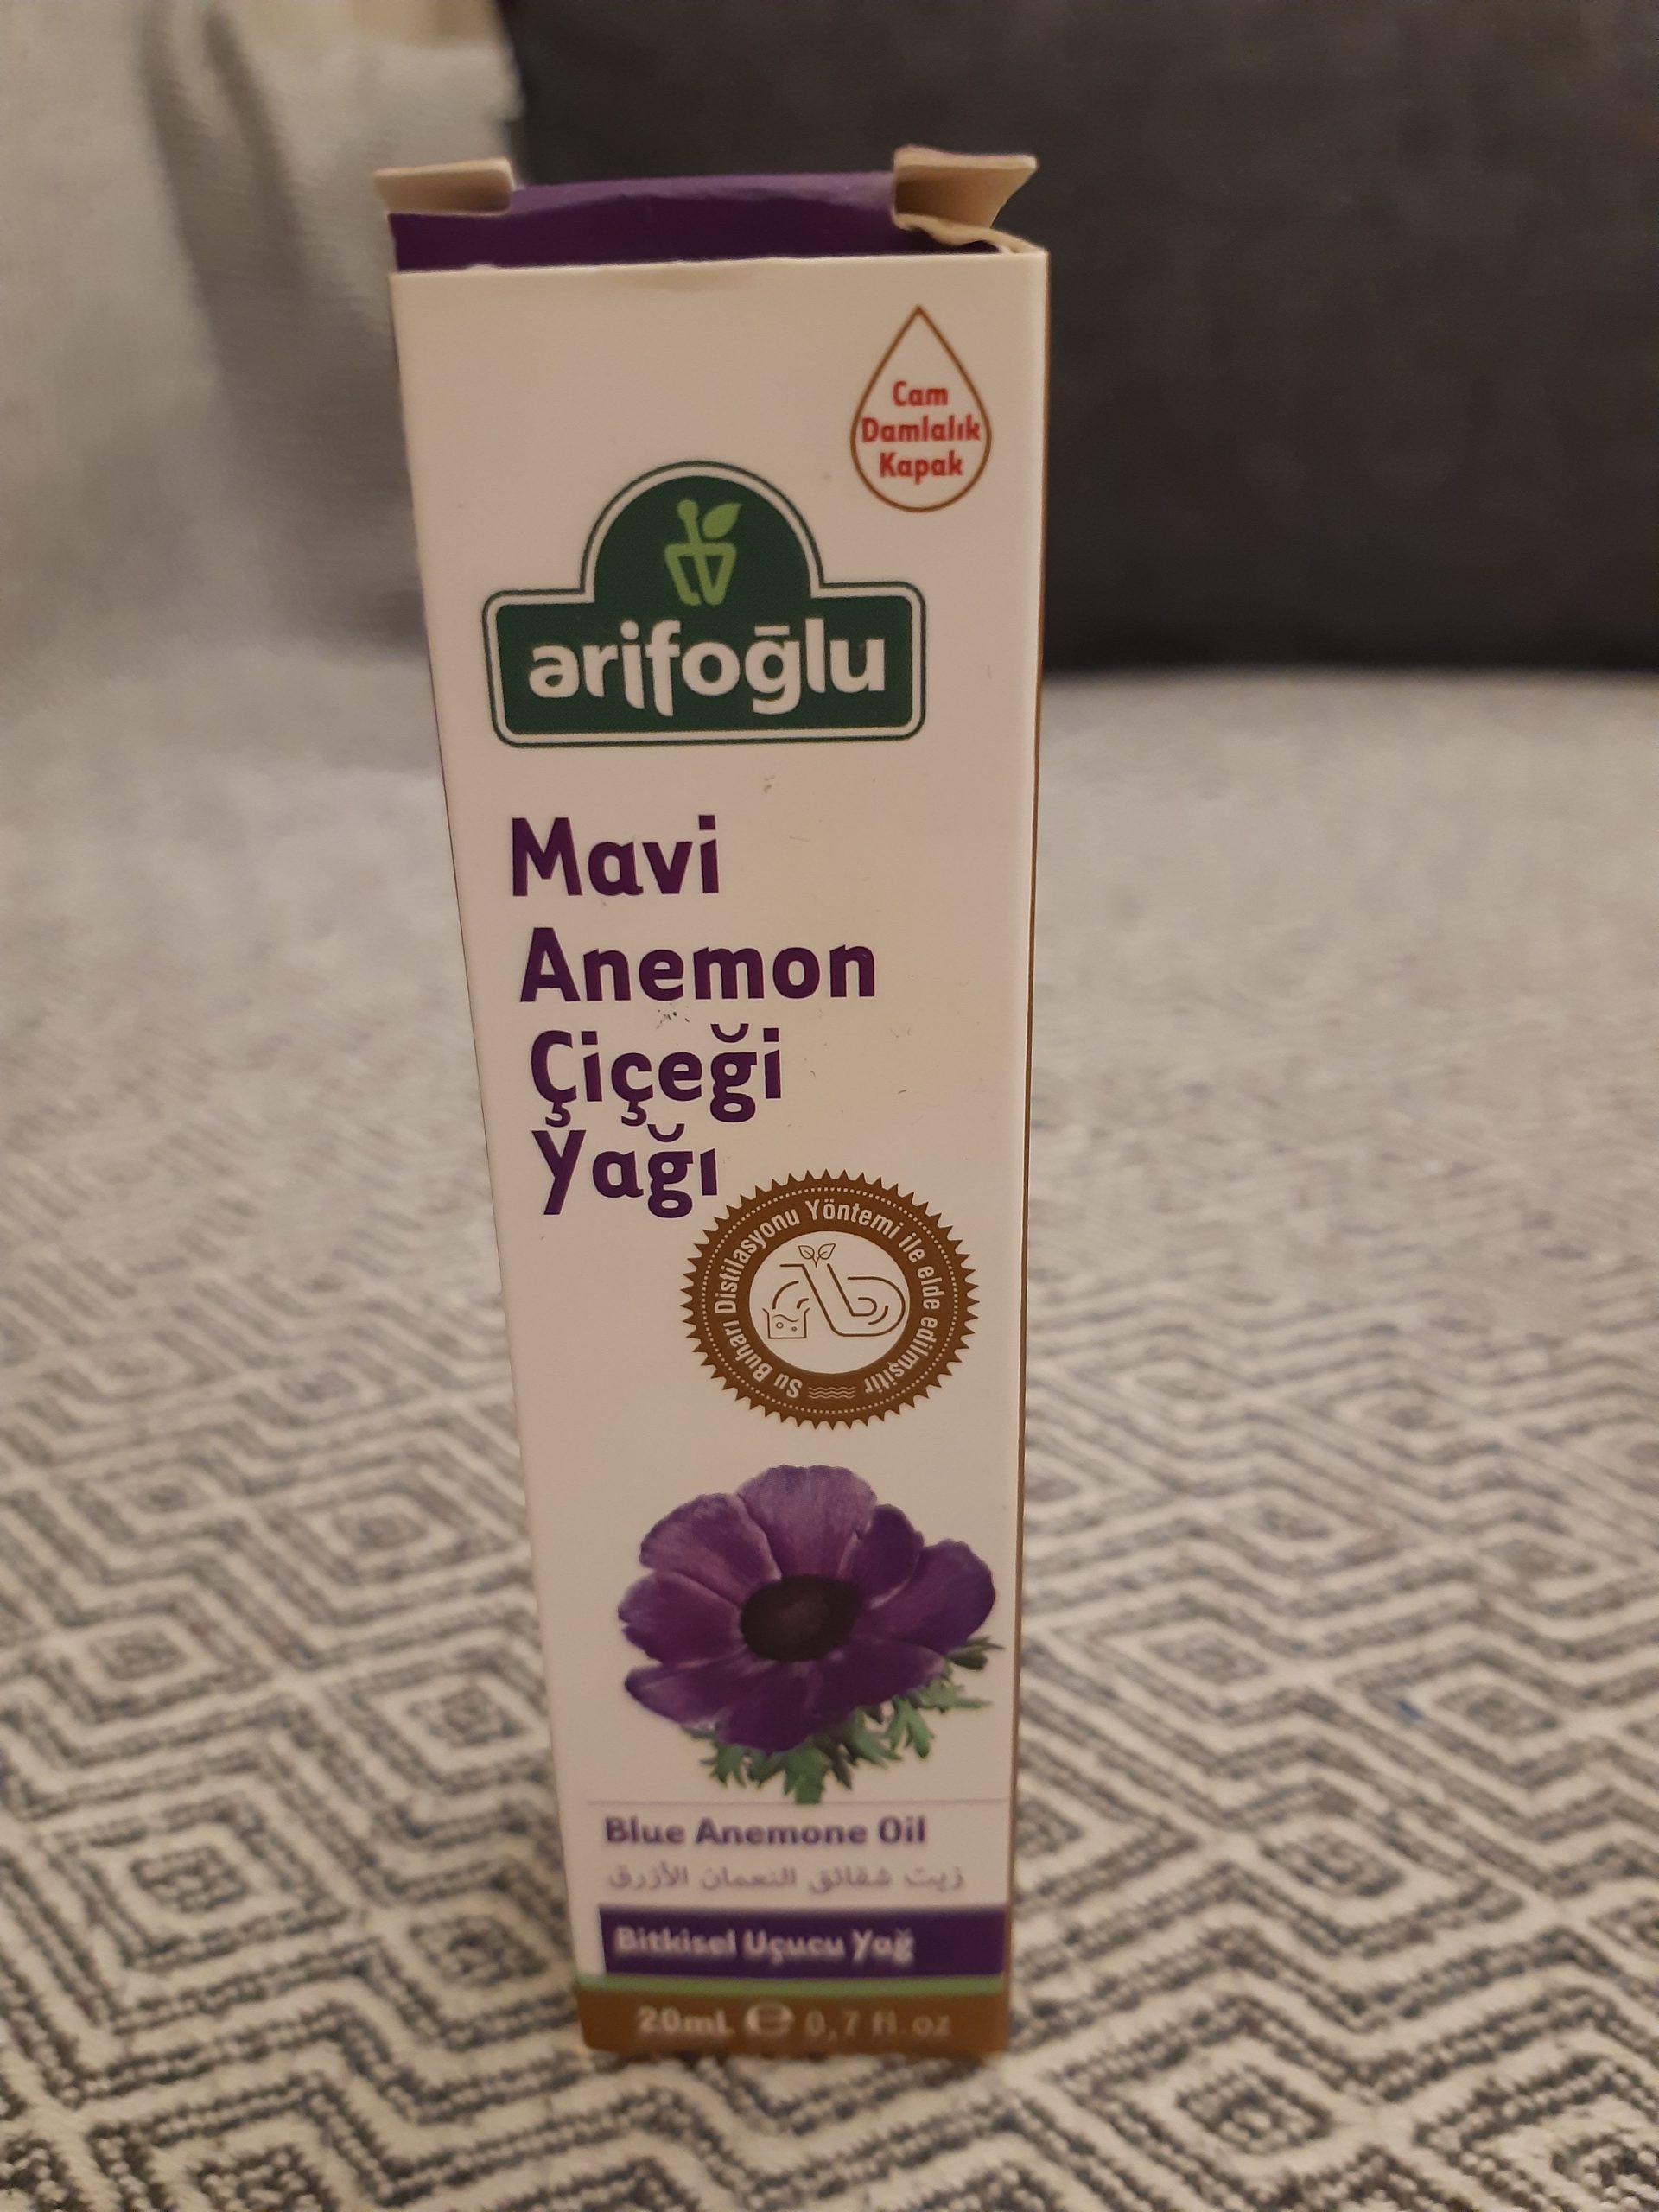 Cam
Damlalık
Kapak
arifoğlu
Mavi
Anemon
Çiçeği
Yağı
Su Buharı Distilasyonu Yöntemi ile elde edilmşitir
Blue Anemone Oil
زيت شقائق النعمان الأزرق
Bitkisel Uçucu Yağ
20mL ℮ 0,7 fl.oz